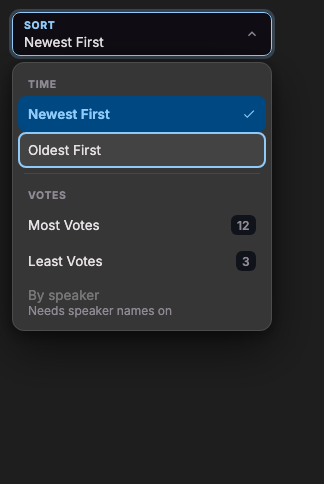 SORT
Newest First
TIME
Newest First
Oldest First
VOTES
Most Votes 12
Least Votes 3
By speaker
Needs speaker names on